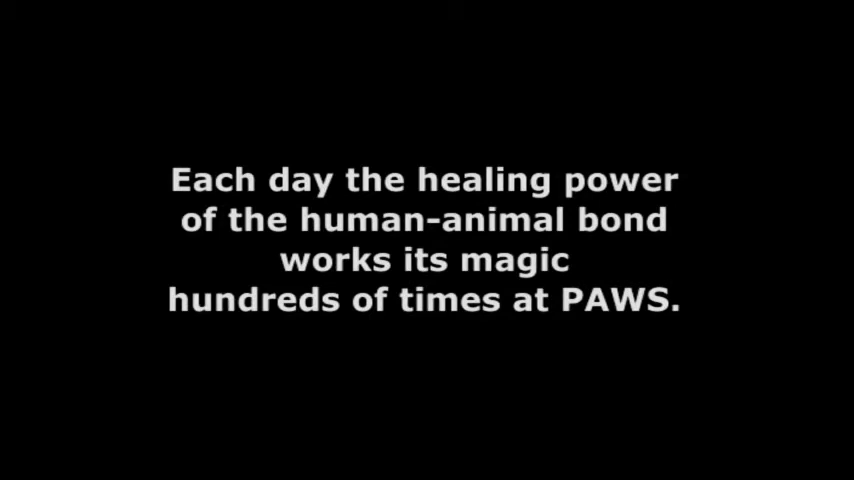 Each day the healing power
of the human-animal bond
works its magic
hundreds of times at PAWS.